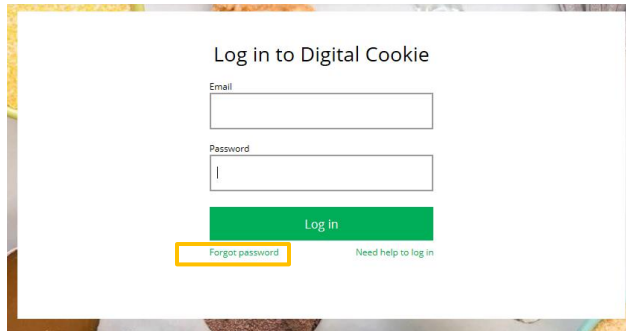 Log in to Digital Cookie
Email
Password
Log in
Forgot password Need help to log in